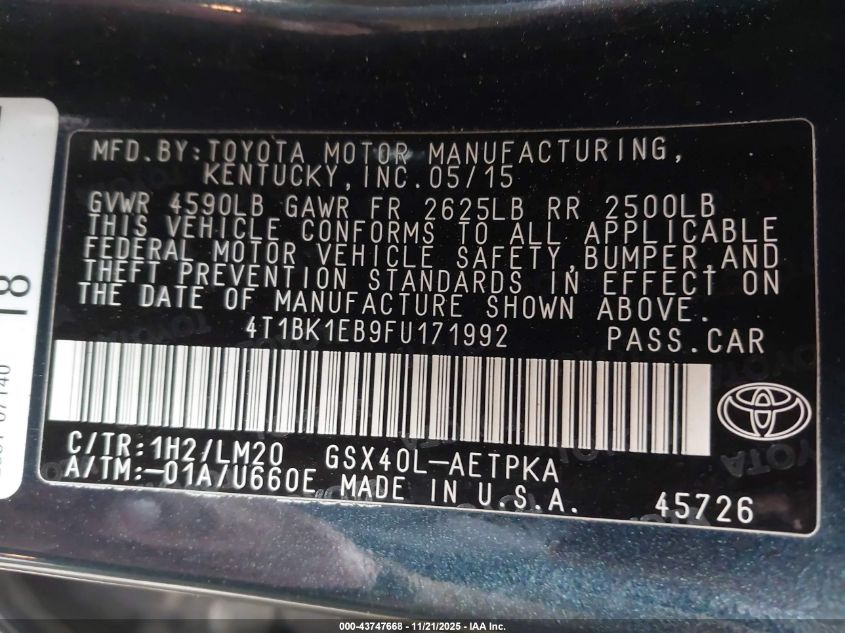 MFD.BY:TOYOTA MOTOR MANUFACTURING,
KENTUCKY, INC.05/15
GVWR 4590LB GAWR FR 2625LB RR 2500LB
THIS VEHICLE CONFORMS TO ALL APPLICABLE
FEDERAL MOTOR VEHICLE SAFETY,BUMPER,AND
THEFT PREVENTION STANDARDS IN EFFECT ON
THE DATE OF MANUFACTURE SHOWN ABOVE.
4T1BK1EB9FU171992 PASS.CAR
C/TR:1H2/LM20 GSX40L-AETPKA
A/TM:-01A/U660E MADE IN U.S.A. 45726
18
000-43747668 - 11/21/2025 - IAA Inc.